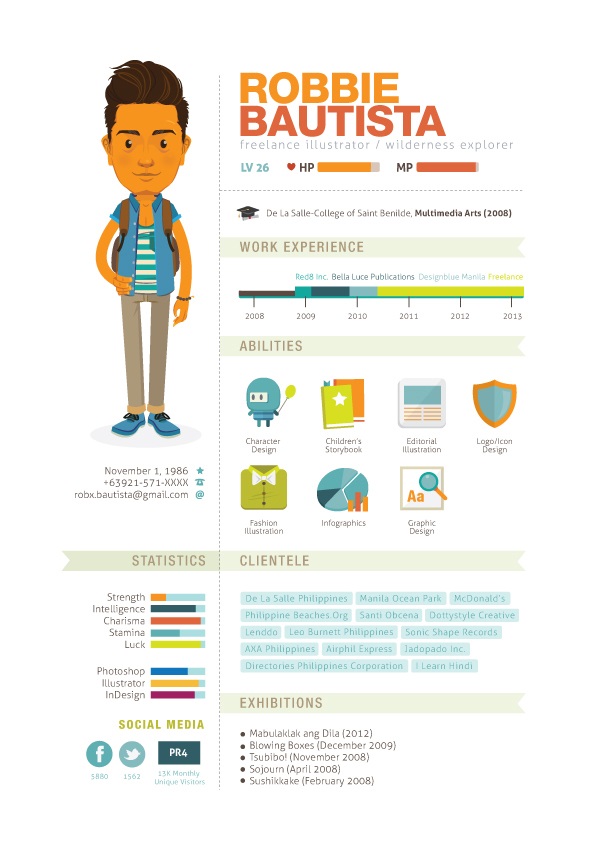 ROBBIE
BAUTISTA
freelance illustrator / wilderness explorer
LV 26 HP MP
De La Salle-College of Saint Benilde, Multimedia Arts (2008)
WORK EXPERIENCE
Red8 Inc. Bella Luce Publications Designblue Manila Freelance
2008 2009 2010 2011 2012 2013
ABILITIES
Character
Design
Children's
Storybook
Editorial
Illustration
Logo/Icon
Design
Fashion
Illustration
Infographics
Aa
Graphic
Design
November 1, 1986
+63921-571-XXXX
robx.bautista@gmail.com @
STATISTICS
Strength
Intelligence
Charisma
Stamina
Luck
Photoshop
Illustrator
InDesign
SOCIAL MEDIA
f PR4
5880 1562 13K Monthly
Unique Visitors
CLIENTELE
De La Salle Philippines Manila Ocean Park McDonald's
Philippine Beaches.Org Santi Obcena Dottystyle Creative
Lenddo Leo Burnett Philippines Sonic Shape Records
AXA Philippines Airphil Express Jadopado Inc.
Directories Philippines Corporation I Learn Hindi
EXHIBITIONS
Mabulaklak ang Dila (2012)
Blowing Boxes (December 2009)
Tsubibo! (November 2008)
Sojourn (April 2008)
Sushikkake (February 2008)